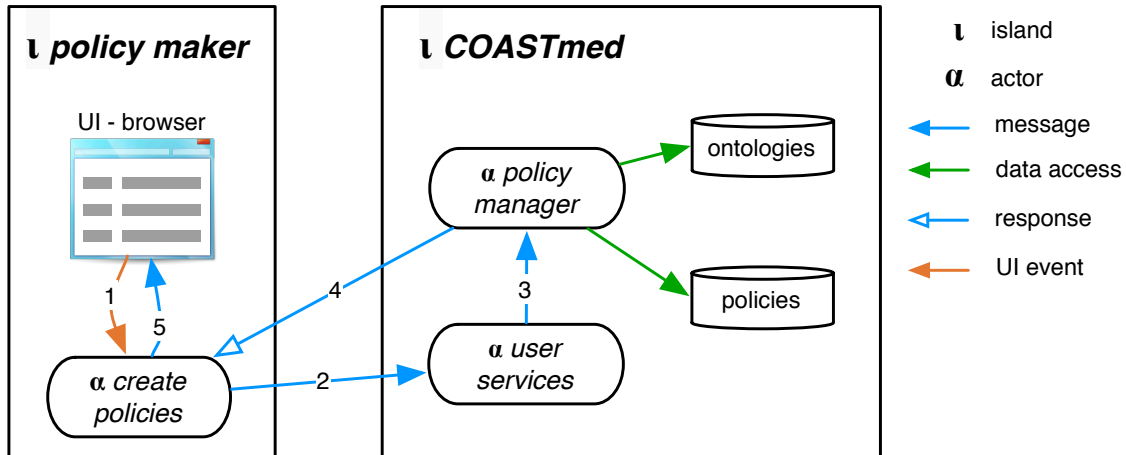 ι policy maker
UI - browser
1
5
α create
policies
2
4
ι COASTmed
α policy
manager
3
α user
services
ontologies
policies
ι island
α actor
message
data access
response
UI event